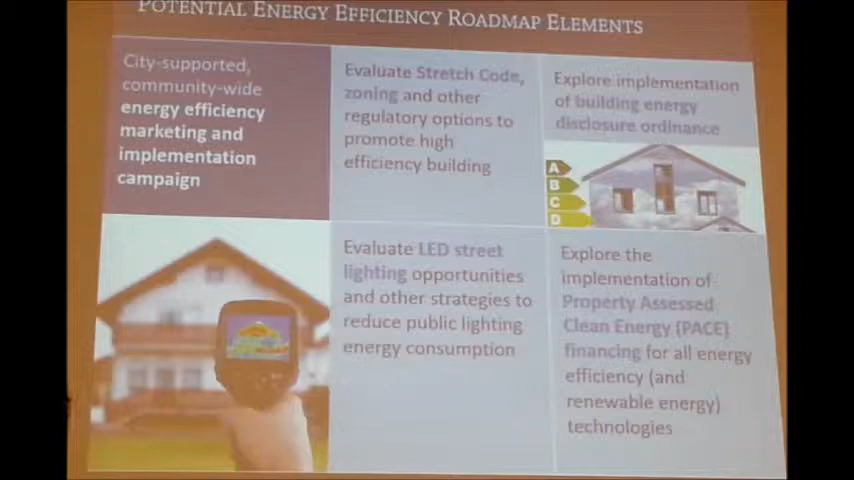 POTENTIAL ENERGY EFFICIENCY ROADMAP ELEMENTS
City-supported,
community-wide
energy efficiency
marketing and
implementation
campaign
Evaluate Stretch Code,
zoning and other
regulatory options to
promote high
efficiency building
Explore implementation
of building energy
disclosure ordinance
A
B
C
D
Evaluate LED street
lighting opportunities
and other strategies to
reduce public lighting
energy consumption
Explore the
implementation of
Property Assessed
Clean Energy (PACE)
financing for all energy
efficiency (and
renewable energy)
technologies